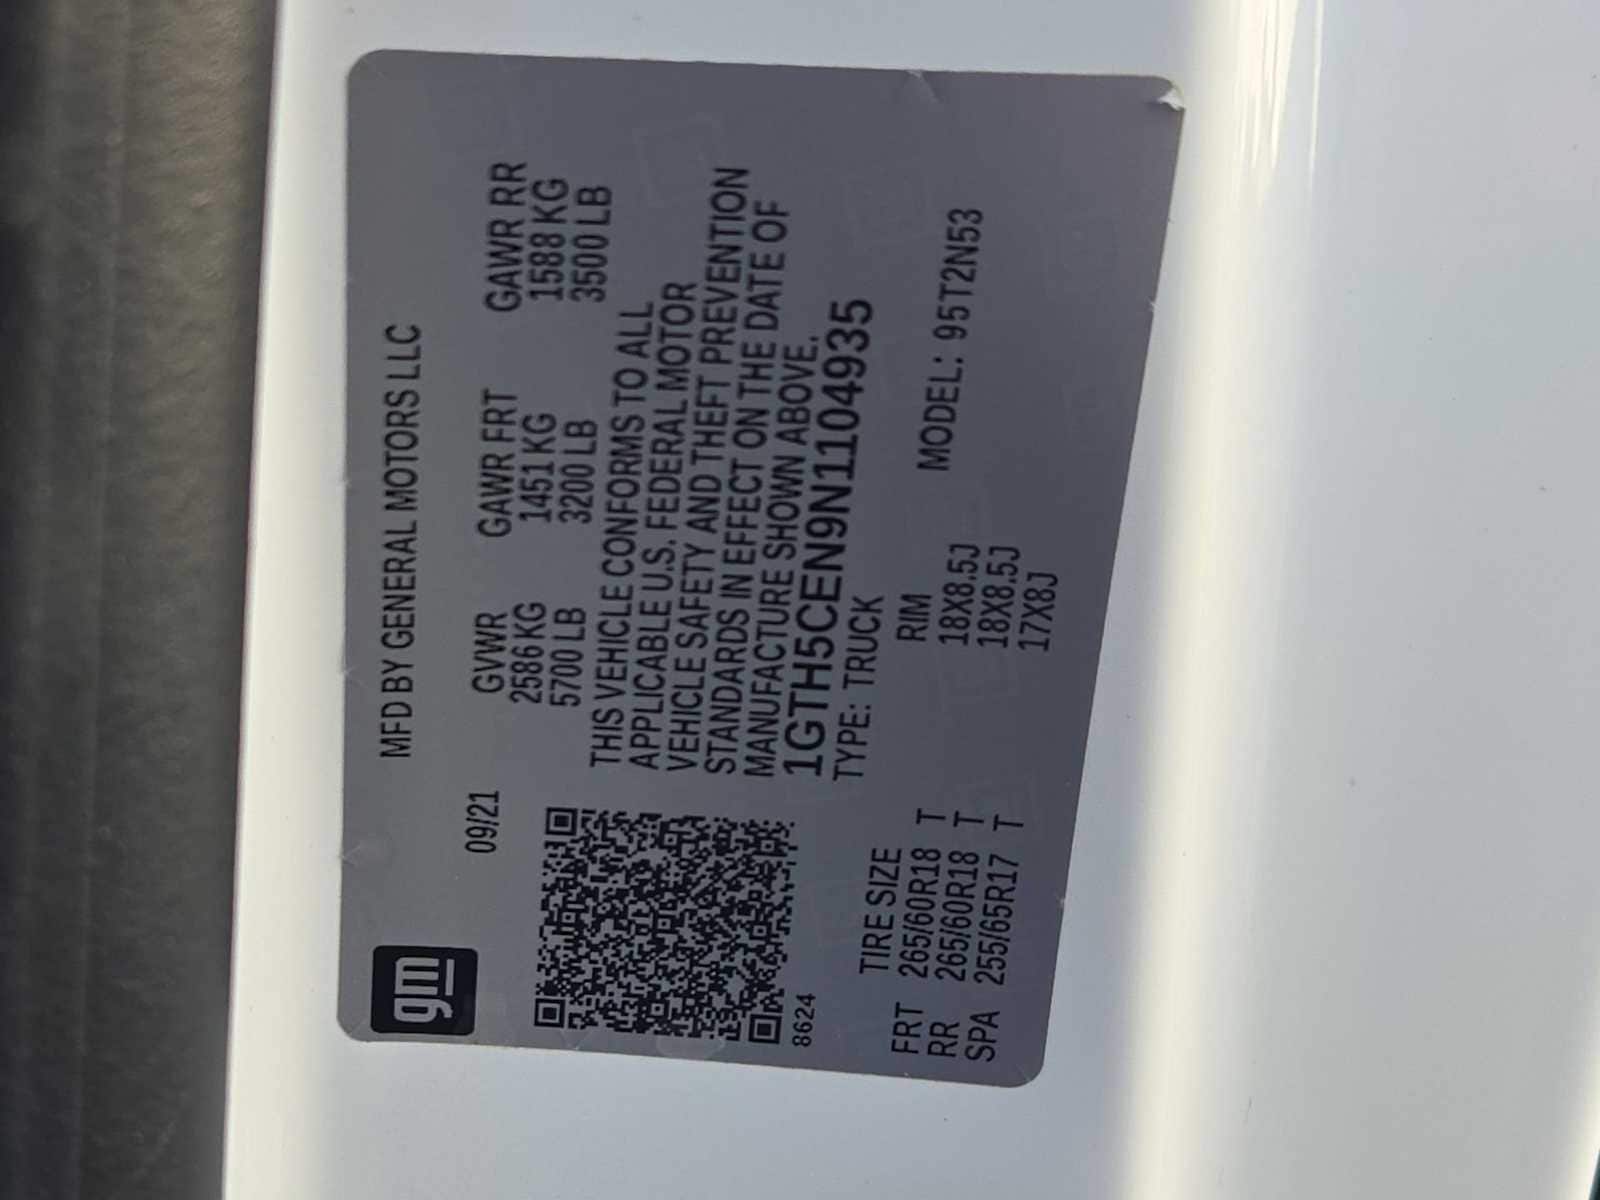 gm
MFD BY GENERAL MOTORS LLC
09/21
GVWR GAWR FRT GAWR RR
2586 KG 1451 KG 1588 KG
5700 LB 3200 LB 3500 LB
THIS VEHICLE CONFORMS TO ALL
APPLICABLE U.S. FEDERAL MOTOR
VEHICLE SAFETY AND THEFT PREVENTION
STANDARDS IN EFFECT ON THE DATE OF
MANUFACTURE SHOWN ABOVE.
1GTH5CEN9N1104935
8624
TYPE: TRUCK
TIRE SIZE RIM
FRT 265/60R18 T 18X8.5J MODEL: 95T2N53
RR 265/60R18 T 18X8.5J
SPA 255/65R17 T 17X8J